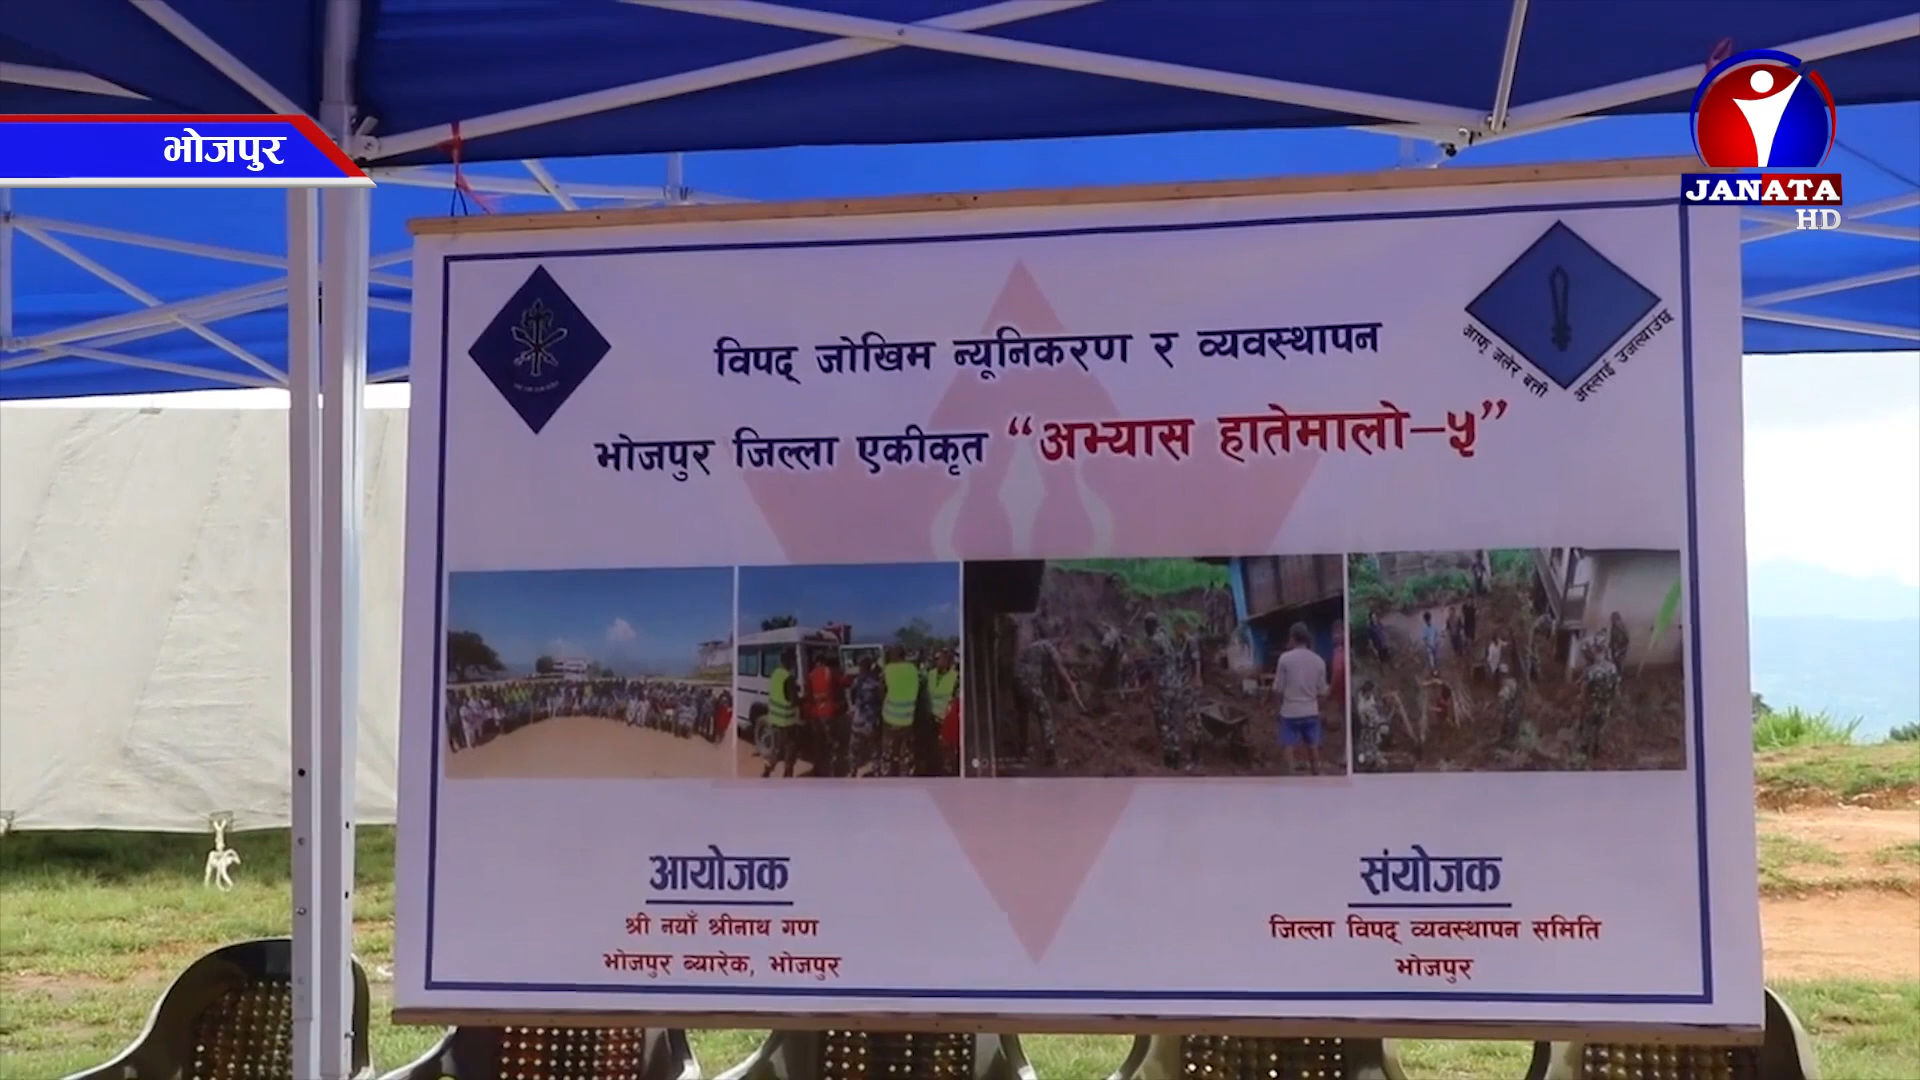 भोजपुर
JANATA
HD
विपद् जोखिम न्यूनिकरण र व्यवस्थापन
भोजपुर जिल्ला एकीकृत “अभ्यास हातेमालो–५”
आफू जलेर बत्ती
अरुलाई उज्यालाउँछ
आयोजक
श्री नयाँ श्रीनाथ गण
भोजपुर ब्यारेक, भोजपुर
संयोजक
जिल्ला विपद् व्यवस्थापन समिति
भोजपुर